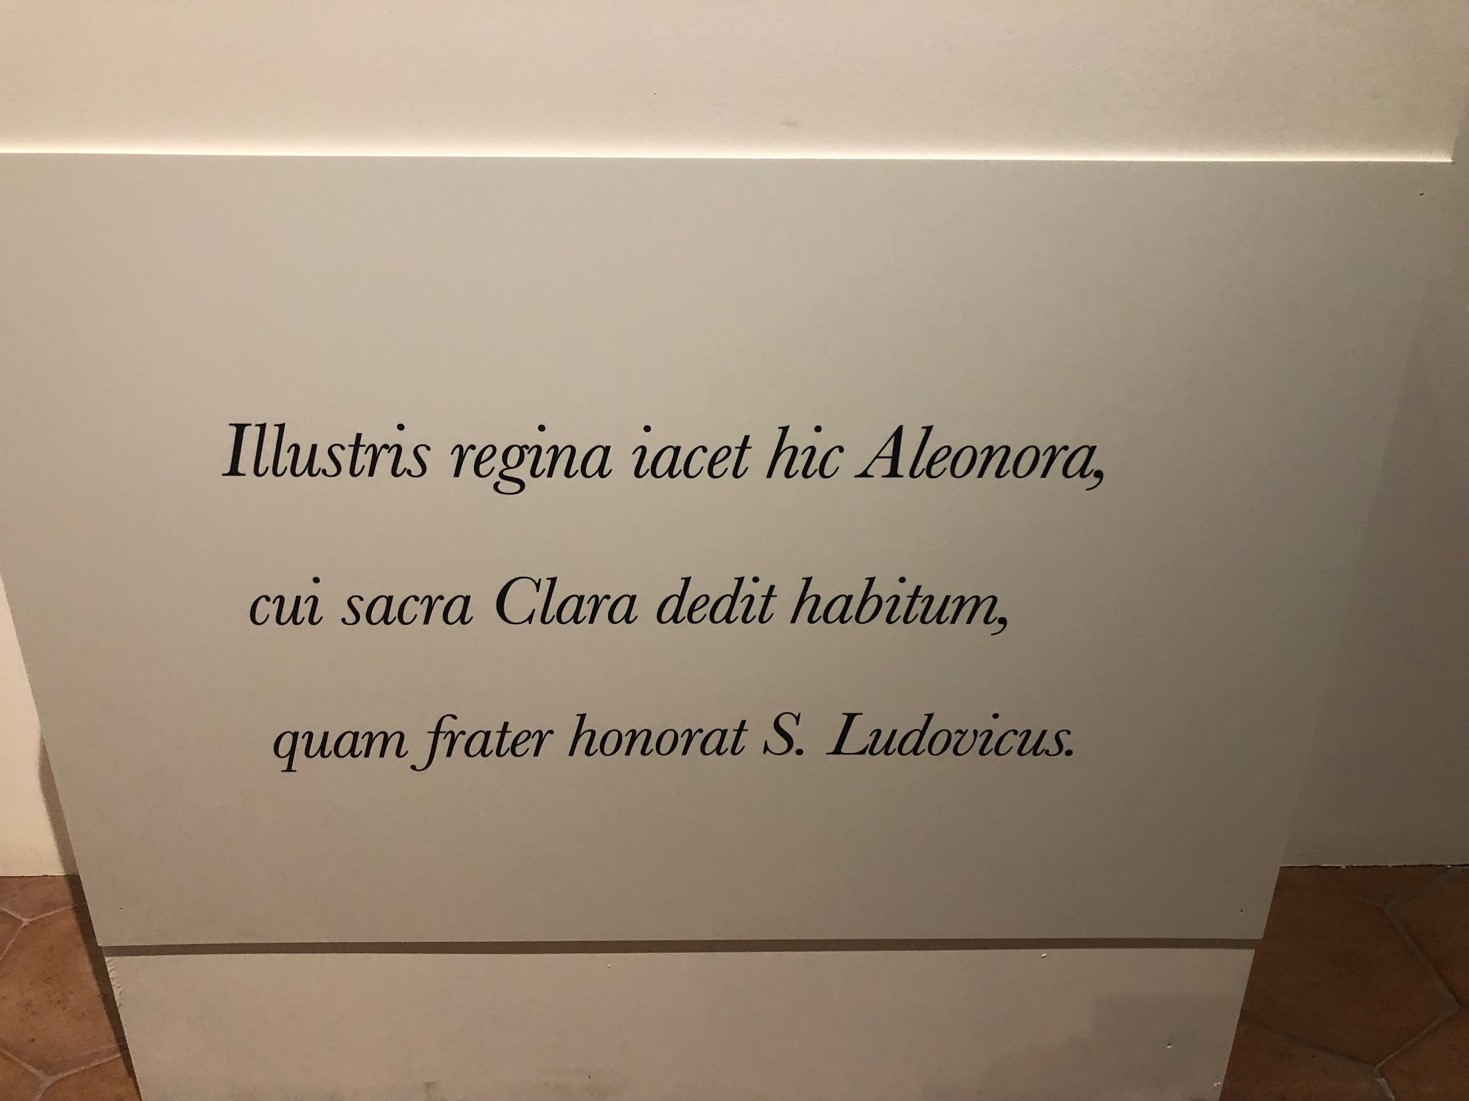 Illustris regina iacet hic Aleonora,
cui sacra Clara dedit habitum,
quam frater honorat S. Ludovicus.